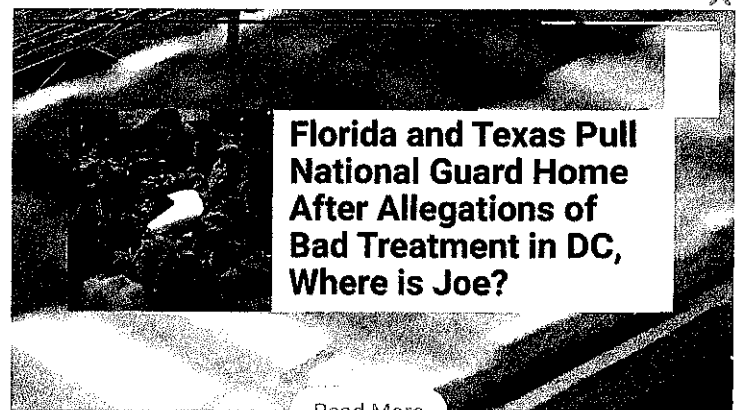 Florida and Texas Pull
National Guard Home
After Allegations of
Bad Treatment in DC,
Where is Joe?
Read More